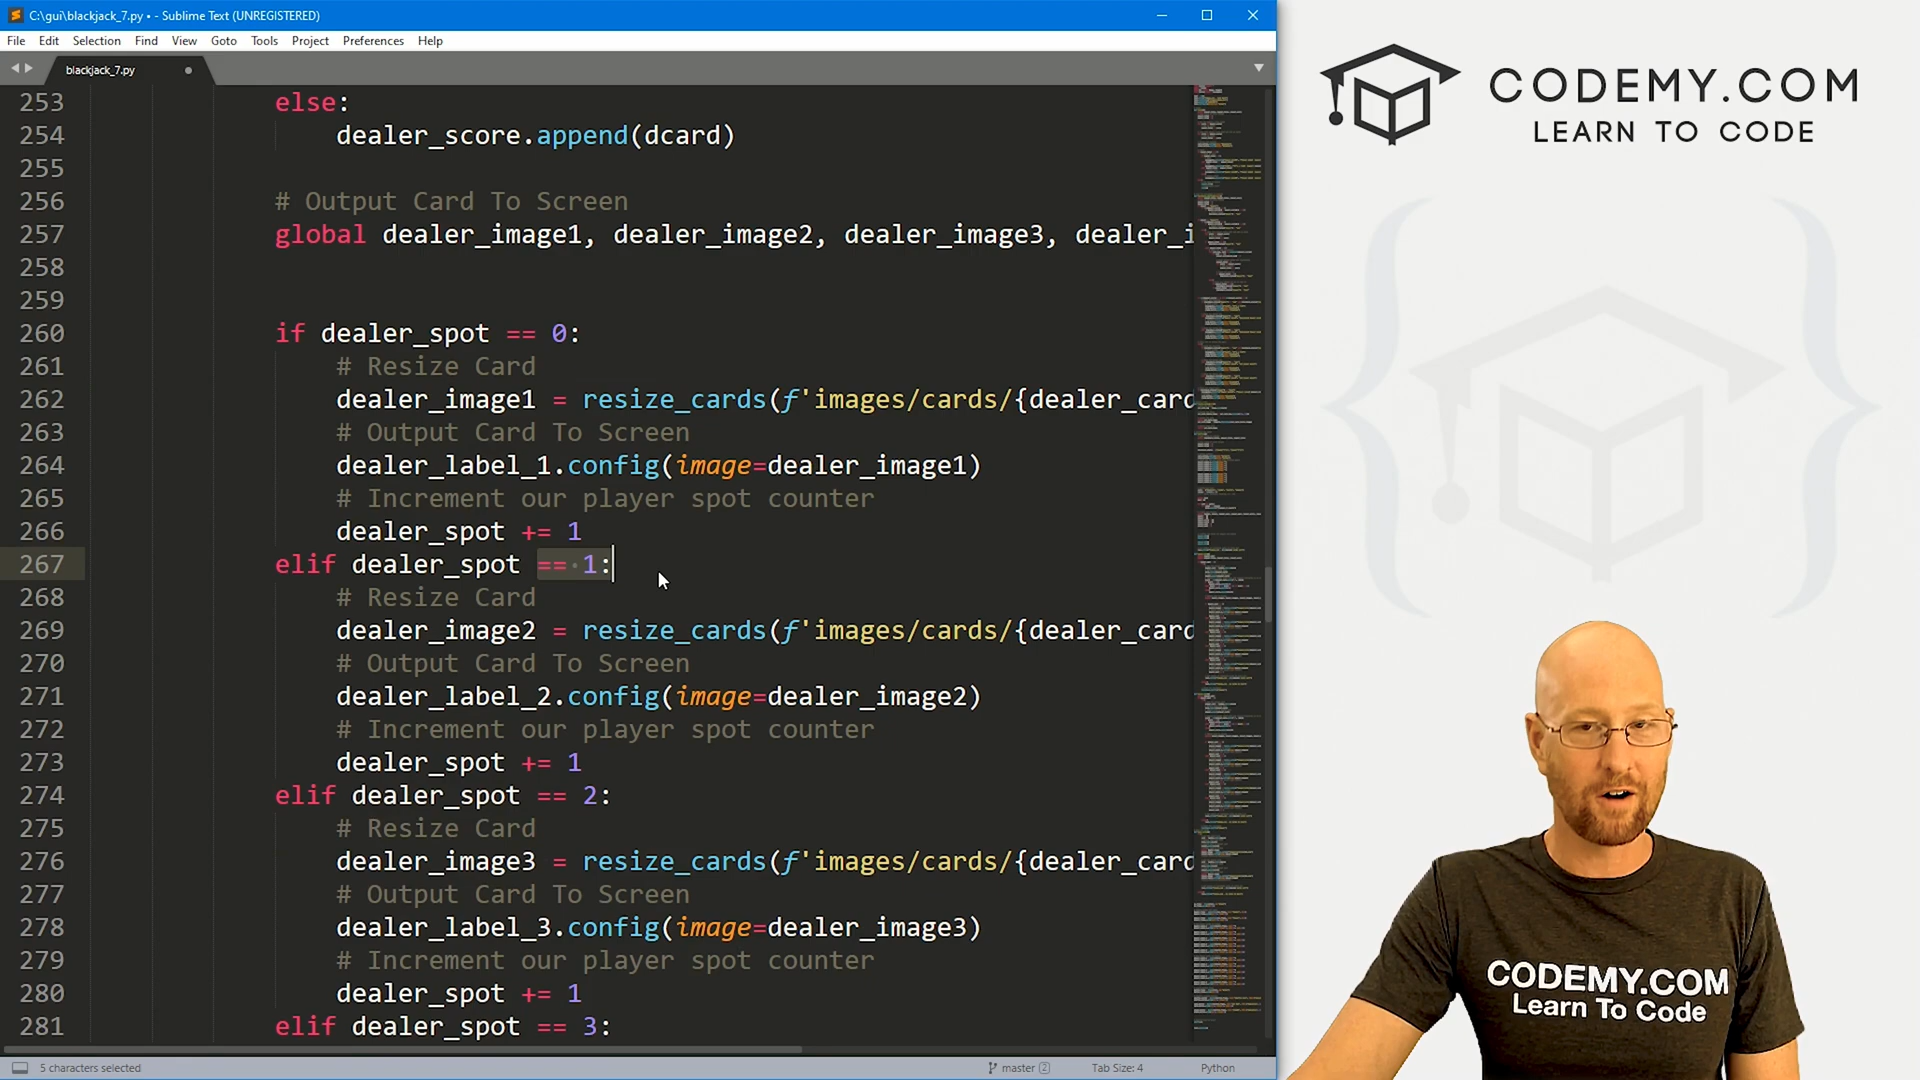 C:\gui\blackjack_7.py • - Sublime Text (UNREGISTERED)
File Edit Selection Find View Goto Tools Project Preferences Help
blackjack_7.py
253 else:
254 dealer_score.append(dcard)
255
256 # Output Card To Screen
257 global dealer_image1, dealer_image2, dealer_image3, dealer_i
258
259
260 if dealer_spot == 0:
261 # Resize Card
262 dealer_image1 = resize_cards(f'images/cards/{dealer_card
263 # Output Card To Screen
264 dealer_label_1.config(image=dealer_image1)
265 # Increment our player spot counter
266 dealer_spot += 1
267 elif dealer_spot == 1:
268 # Resize Card
269 dealer_image2 = resize_cards(f'images/cards/{dealer_card
270 # Output Card To Screen
271 dealer_label_2.config(image=dealer_image2)
272 # Increment our player spot counter
273 dealer_spot += 1
274 elif dealer_spot == 2:
275 # Resize Card
276 dealer_image3 = resize_cards(f'images/cards/{dealer_card
277 # Output Card To Screen
278 dealer_label_3.config(image=dealer_image3)
279 # Increment our player spot counter
280 dealer_spot += 1
281 elif dealer_spot == 3:
5 characters selected
master 2
Tab Size: 4
Python
CODEMY.COM
LEARN TO CODE
CODEMY.COM
Learn To Code